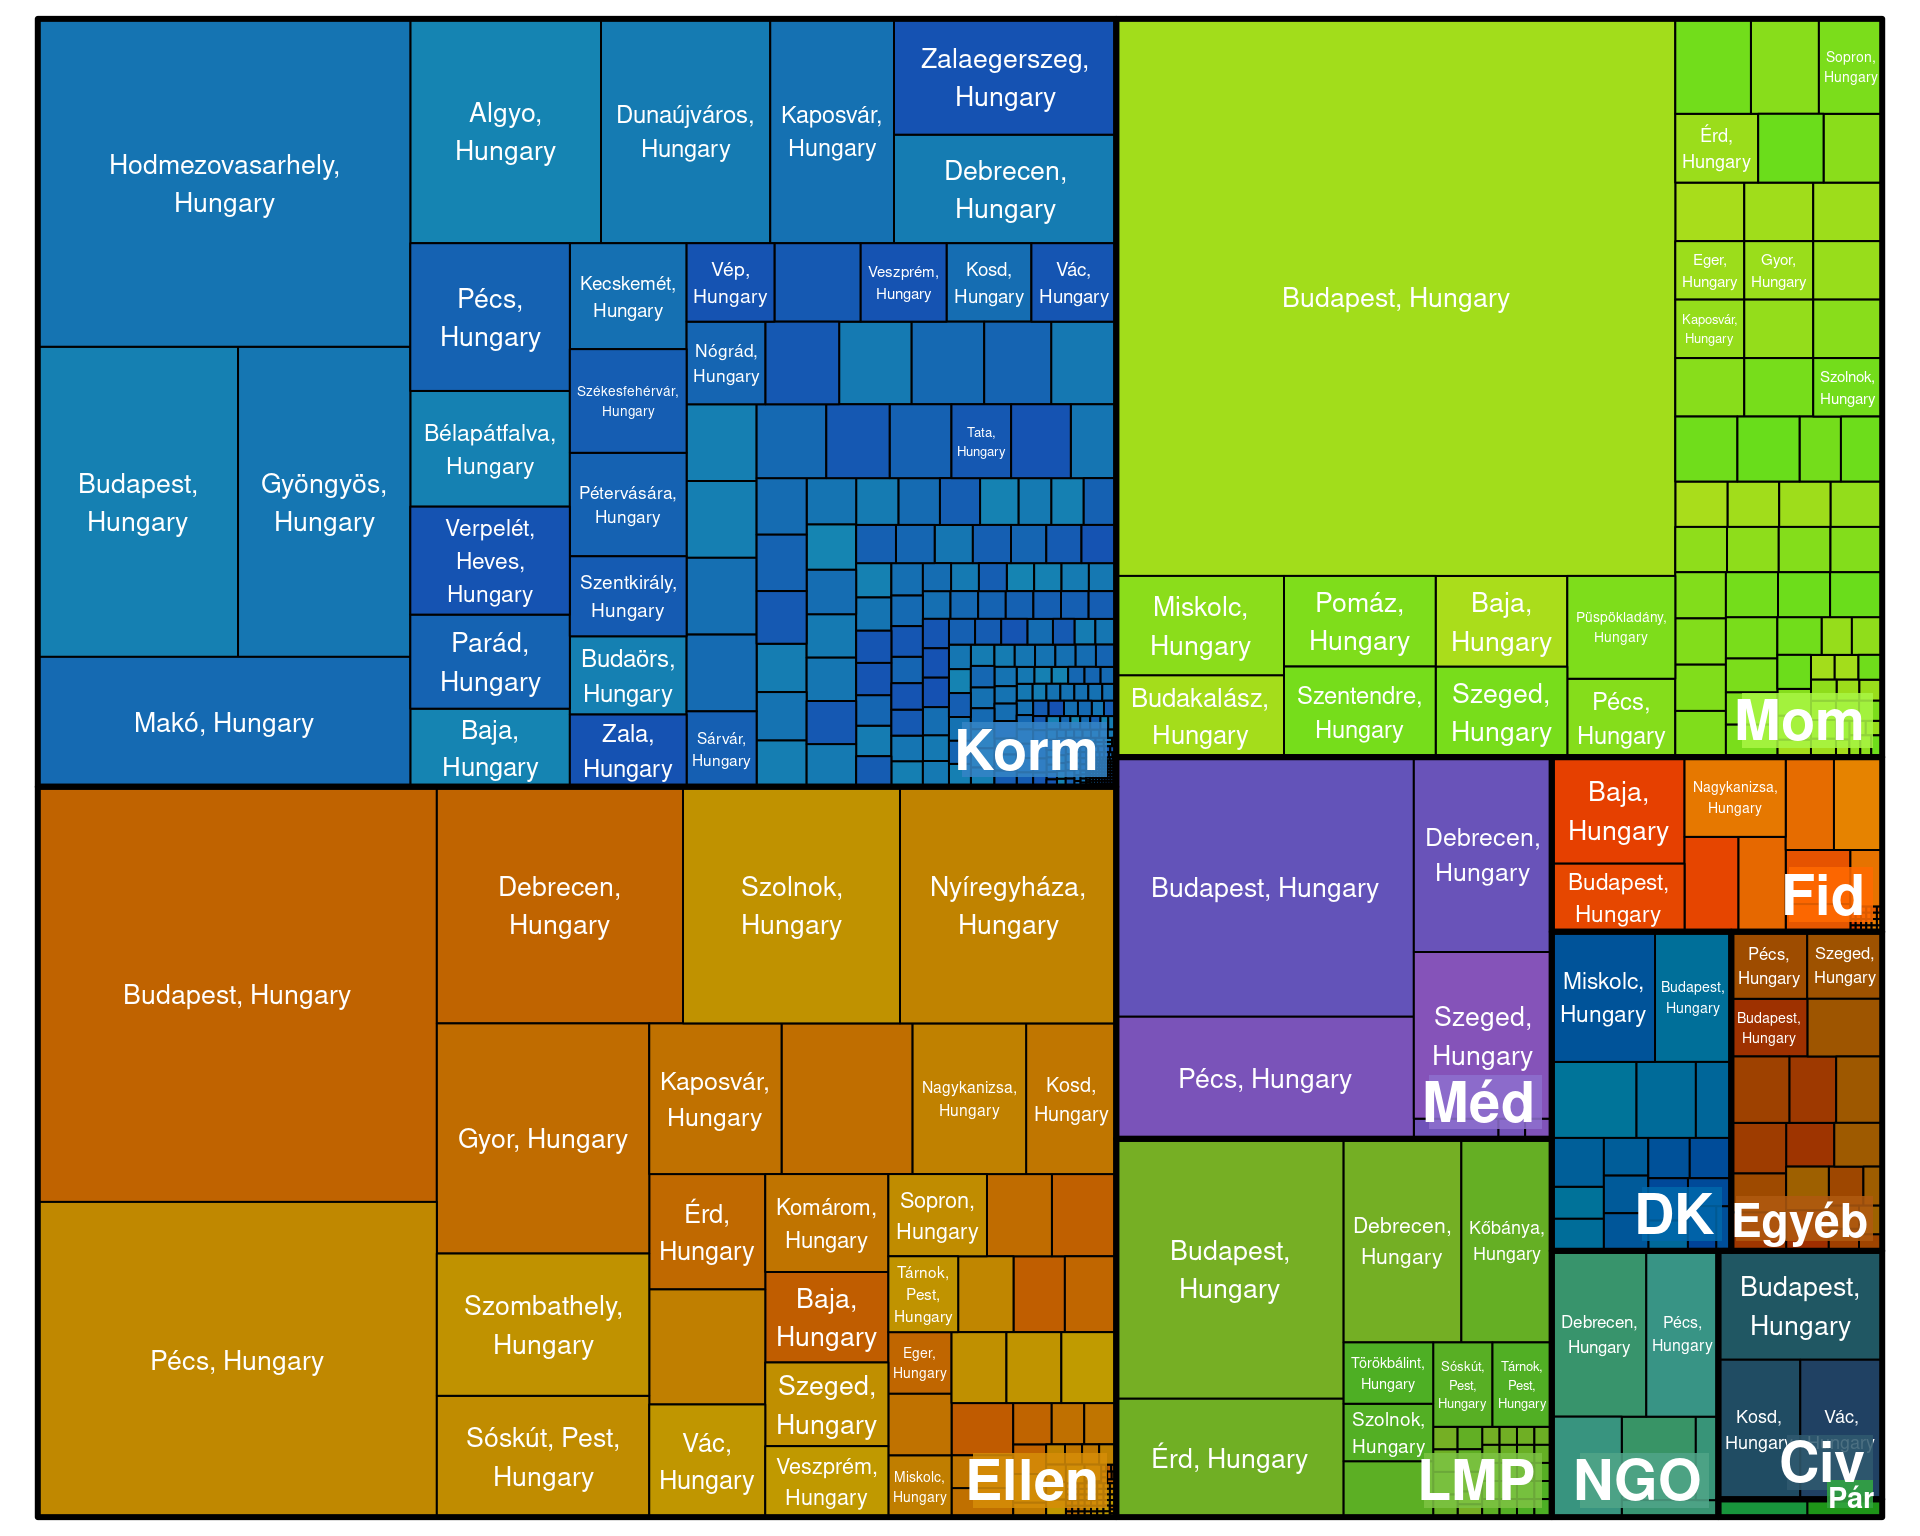 Hodmezovasarhely,
Hungary
Algyo,
Hungary
Dunaújváros,
Hungary
Kaposvár,
Hungary
Zalaegerszeg,
Hungary
Debrecen,
Hungary
Budapest,
Hungary
Gyöngyös,
Hungary
Makó, Hungary
Pécs,
Hungary
Bélapátfalva,
Hungary
Verpelét,
Heves,
Hungary
Parád,
Hungary
Baja,
Hungary
Kecskemét,
Hungary
Székesfehérvár,
Hungary
Pétervására,
Hungary
Szentkirály,
Hungary
Budaörs,
Hungary
Zala,
Hungary
Vép,
Hungary
Veszprém,
Hungary
Kosd,
Hungary
Vác,
Hungary
Nógrád,
Hungary
Tata,
Hungary
Sárvár,
Hungary
Korm
Budapest, Hungary
Sopron,
Hungary
Érd,
Hungary
Eger,
Hungary
Gyor,
Hungary
Kaposvár,
Hungary
Szolnok,
Hungary
Miskolc,
Hungary
Budakalász,
Hungary
Pomáz,
Hungary
Szentendre,
Hungary
Baja,
Hungary
Szeged,
Hungary
Püspökladány,
Hungary
Pécs,
Hungary
Mom
Budapest, Hungary
Pécs, Hungary
Debrecen,
Hungary
Szolnok,
Hungary
Nyíregyháza,
Hungary
Gyor, Hungary
Szombathely,
Hungary
Sóskút, Pest,
Hungary
Kaposvár,
Hungary
Nagykanizsa,
Hungary
Kosd,
Hungary
Érd,
Hungary
Vác,
Hungary
Komárom,
Hungary
Baja,
Hungary
Szeged,
Hungary
Veszprém,
Hungary
Sopron,
Hungary
Tárnok,
Pest,
Hungary
Eger,
Hungary
Miskolc,
Hungary
Ellen
Budapest, Hungary
Pécs, Hungary
Debrecen,
Hungary
Szeged,
Hungary
Méd
Budapest,
Hungary
Érd, Hungary
Debrecen,
Hungary
Kőbánya,
Hungary
Törökbálint,
Hungary
Szolnok,
Hungary
Sóskút,
Pest,
Hungary
Tárnok,
Pest,
Hungary
LMP
Baja,
Hungary
Budapest,
Hungary
Nagykanizsa,
Hungary
Fid
Miskolc,
Hungary
Budapest,
Hungary
DK
Pécs,
Hungary
Szeged,
Hungary
Budapest,
Hungary
Egyéb
Debrecen,
Hungary
Pécs,
Hungary
NGO
Budapest,
Hungary
Kosd,
Hungary
Vác,
Hungary
Civ
Pár